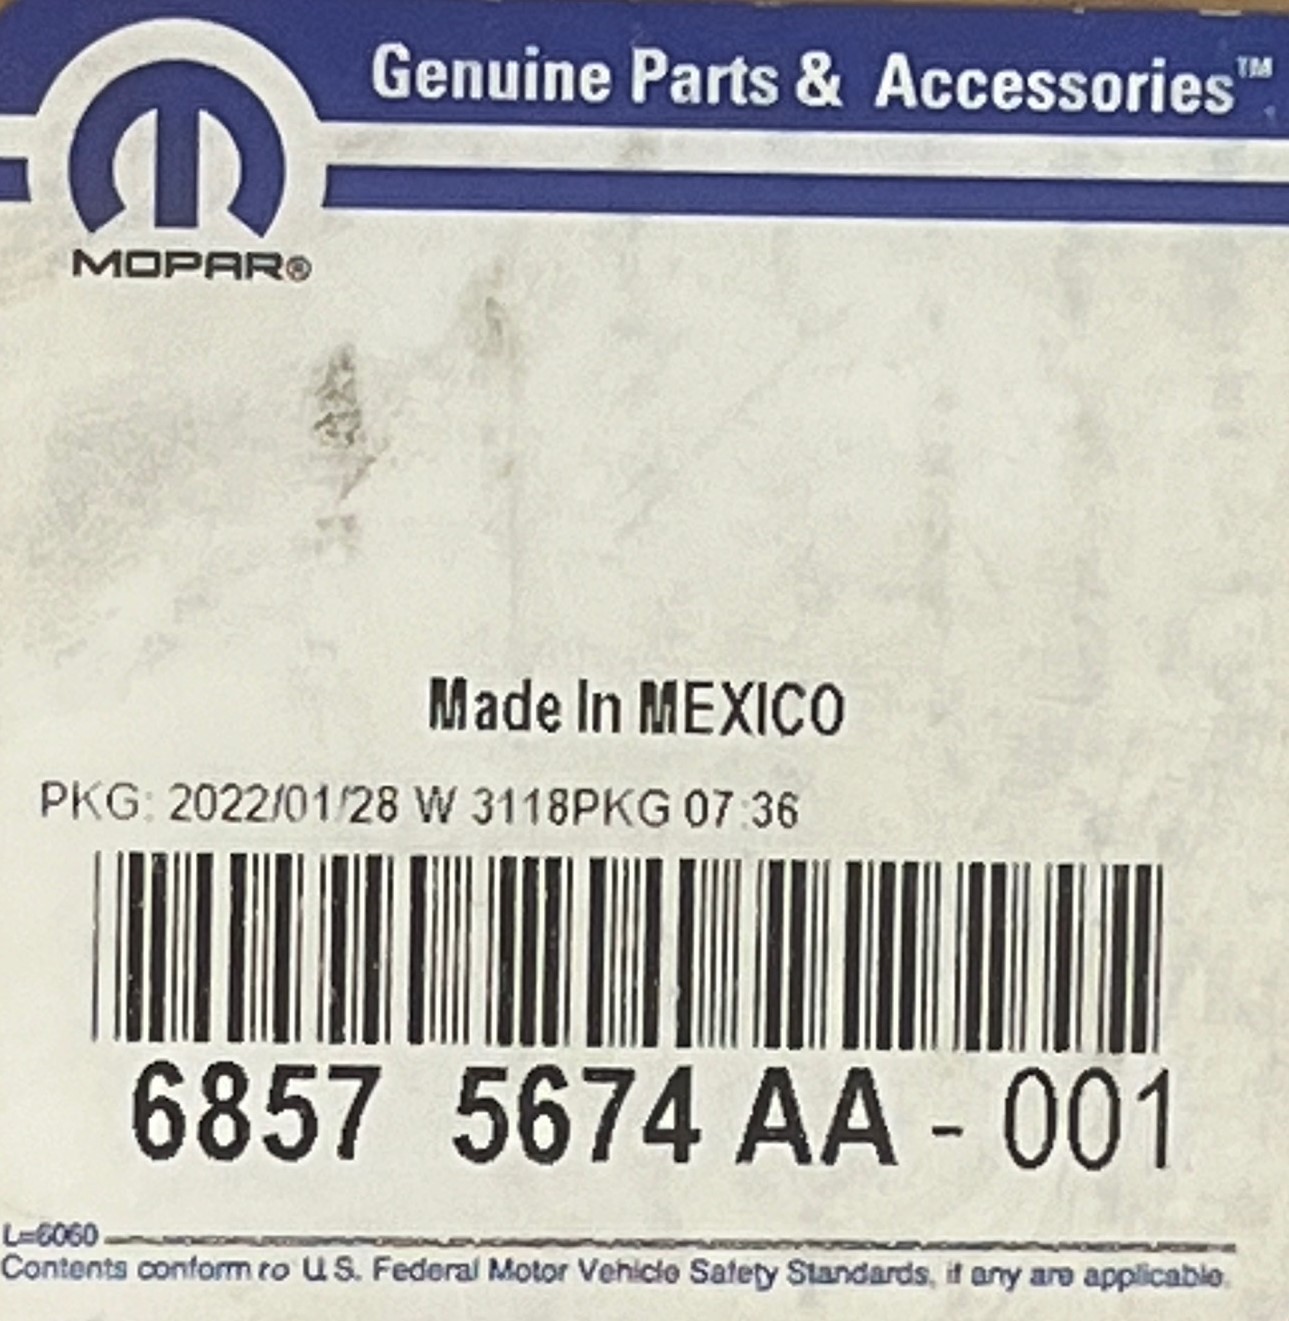 Genuine Parts & Accessories™
MOPAR®
Made In MEXICO
PKG: 2022/01/28 W 3118PKG 07:36
6857 5674 AA - 001
L=6060
Contents conform to U.S. Federal Motor Vehicle Safety Standards, if any are applicable.